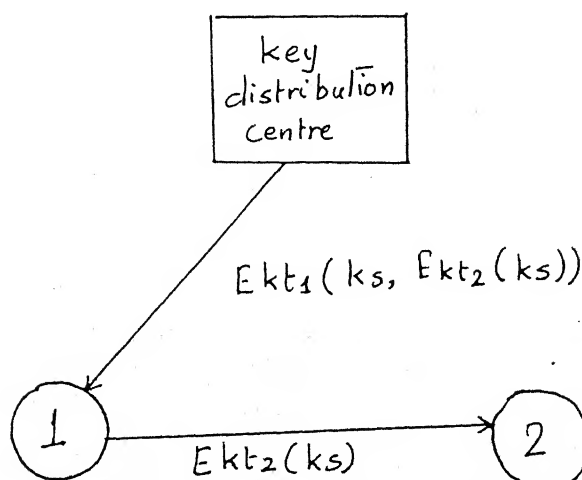 key
distribution
centre
Ekt1(ks, Ekt2(ks))
1
Ekt2(ks)
2